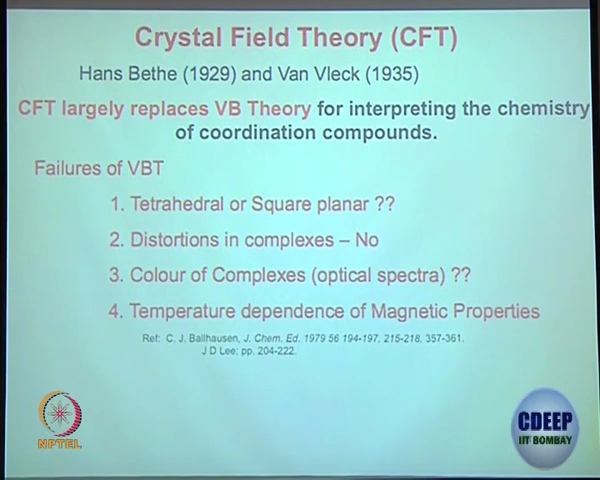 Crystal Field Theory (CFT)
Hans Bethe (1929) and Van Vleck (1935)
CFT largely replaces VB Theory for interpreting the chemistry
of coordination compounds.
Failures of VBT
1. Tetrahedral or Square planar ??
2. Distortions in complexes – No
3. Colour of Complexes (optical spectra) ??
4. Temperature dependence of Magnetic Properties
Ref: C. J. Ballhausen, J. Chem. Ed. 1979 56 194-197, 215-218, 357-361.
J D Lee; pp. 204-222.
NPTEL
CDEEP
IIT BOMBAY